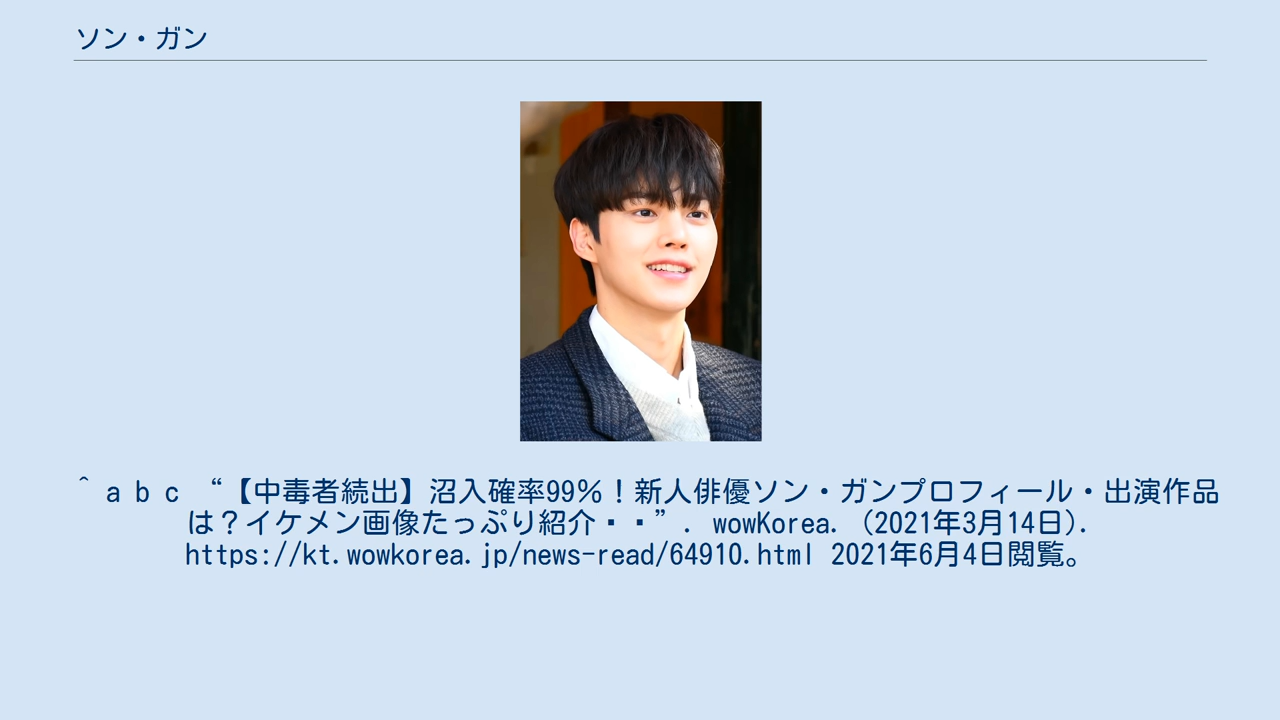 ソン・ガン
^ a b c “【中毒者続出】沼入確率99％！新人俳優ソン・ガンプロフィール・出演作品
は？イケメン画像たっぷり紹介··”. wowKorea. (2021年3月14日).
https://kt.wowkorea.jp/news-read/64910.html 2021年6月4日閲覧。